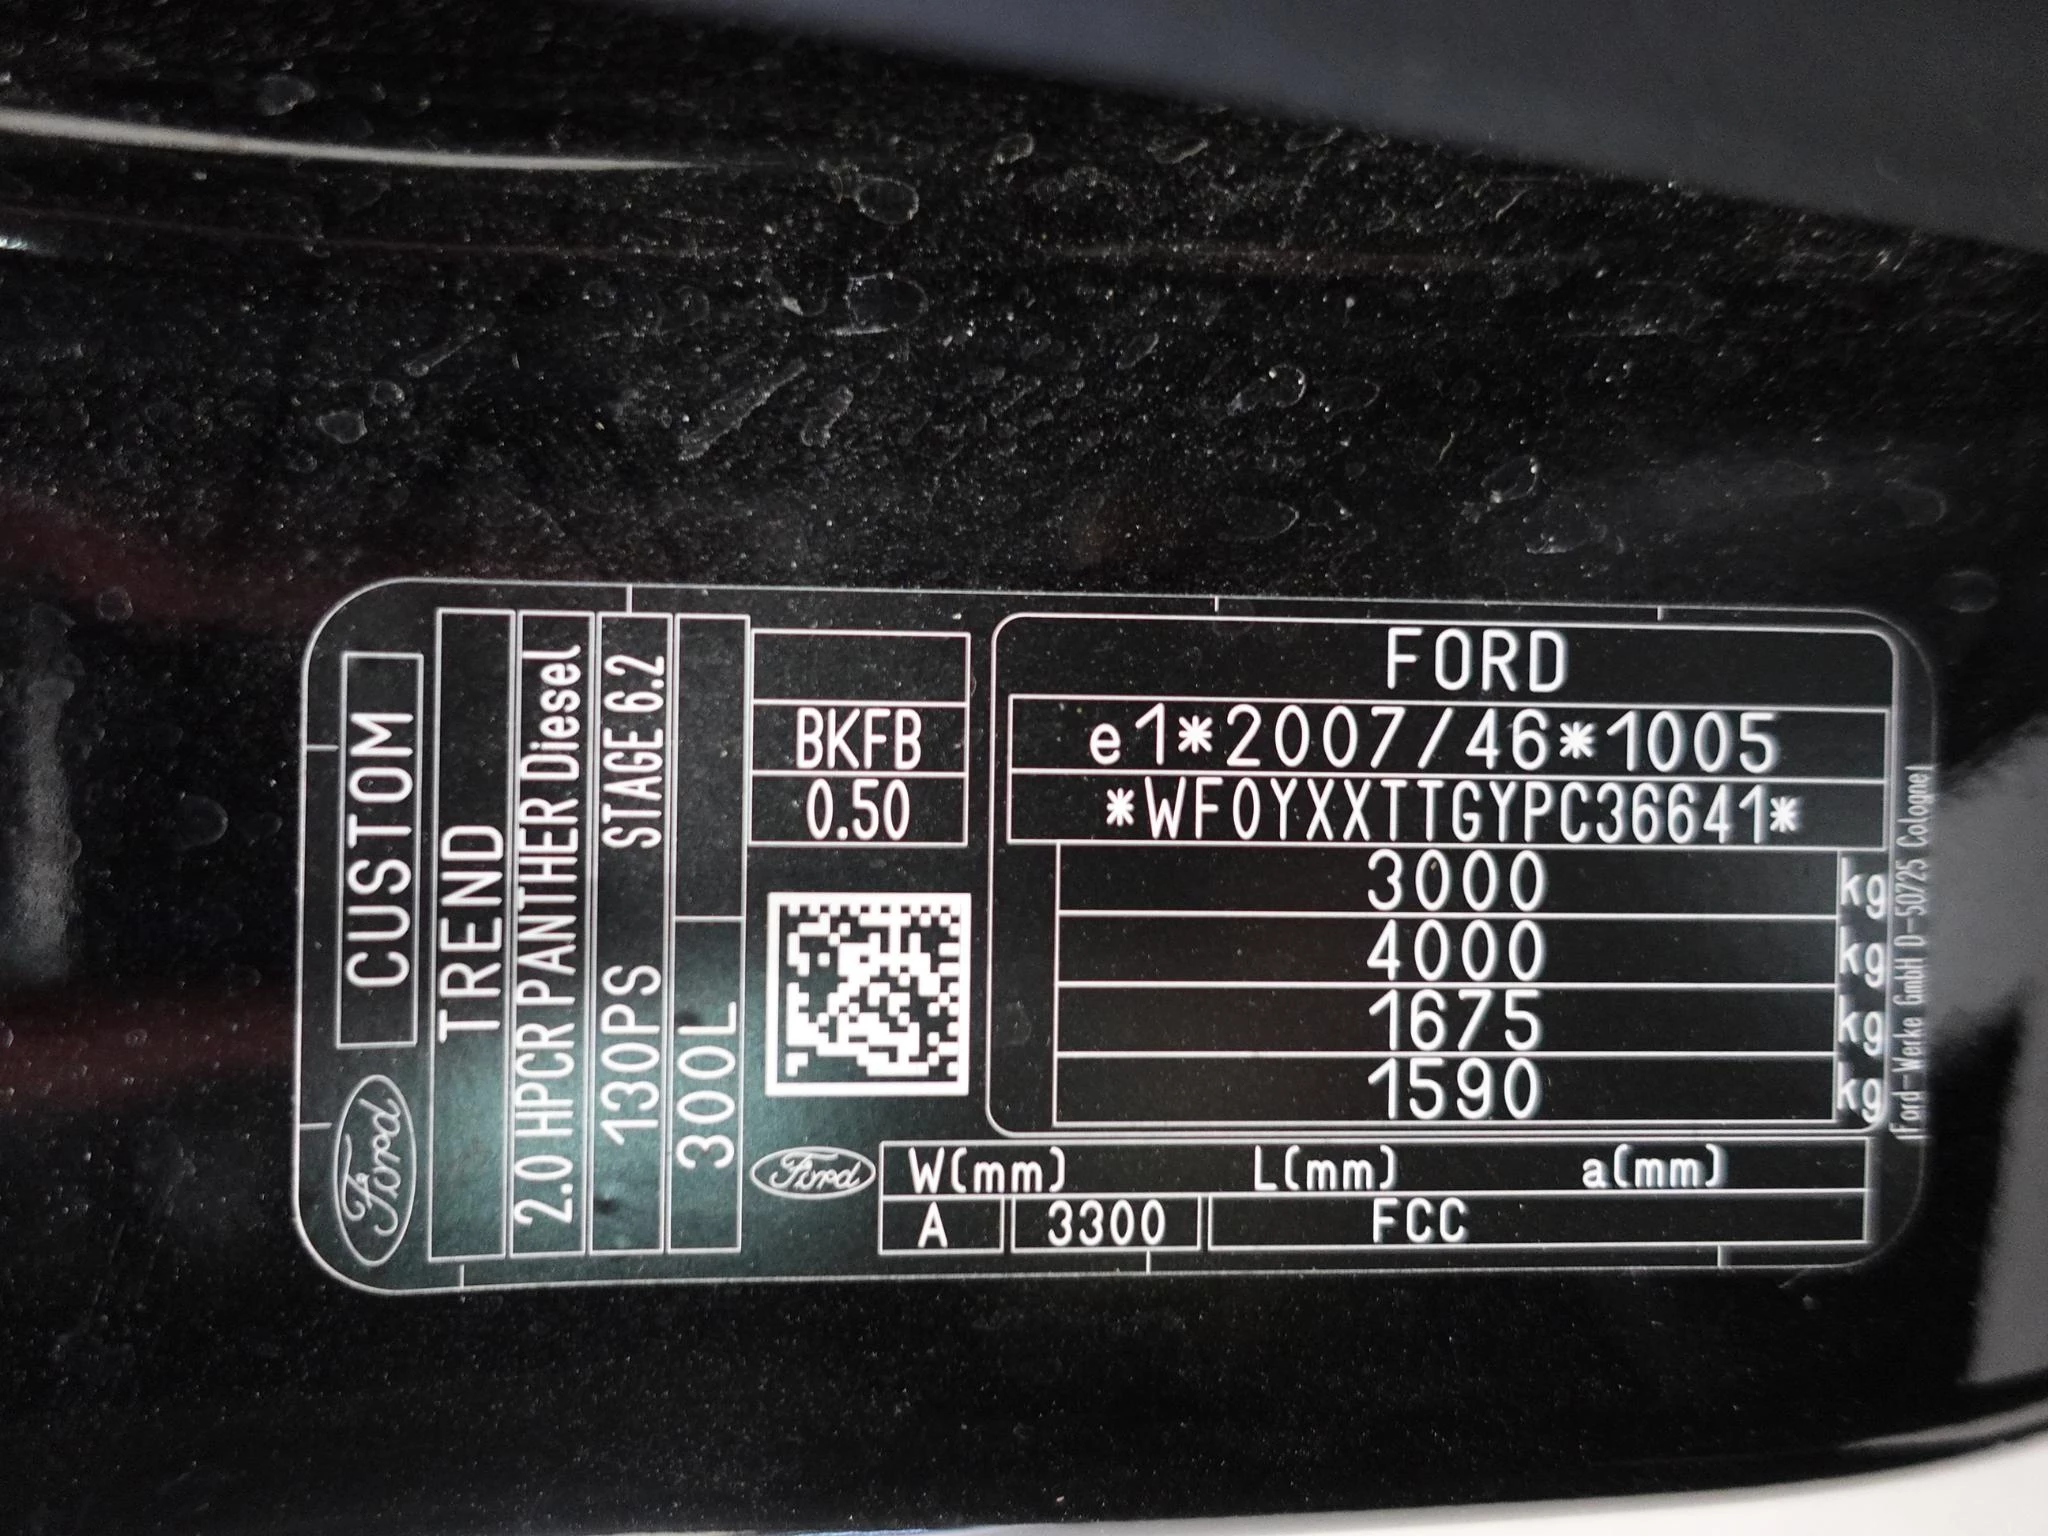 Ford
CUSTOM
TREND
2.0 HPCR PANTHER Diesel
130PS STAGE 6.2
300L
BKFB
0.50
FORD
e1*2007/46*1005
*WF0YXXTTGYPC36641*
3000 kg
4000 kg
1675 kg
1590 kg
Ford
W(mm) L(mm) a(mm)
A 3300 FCC
Ford-Werke GmbH D-50725 Cologne